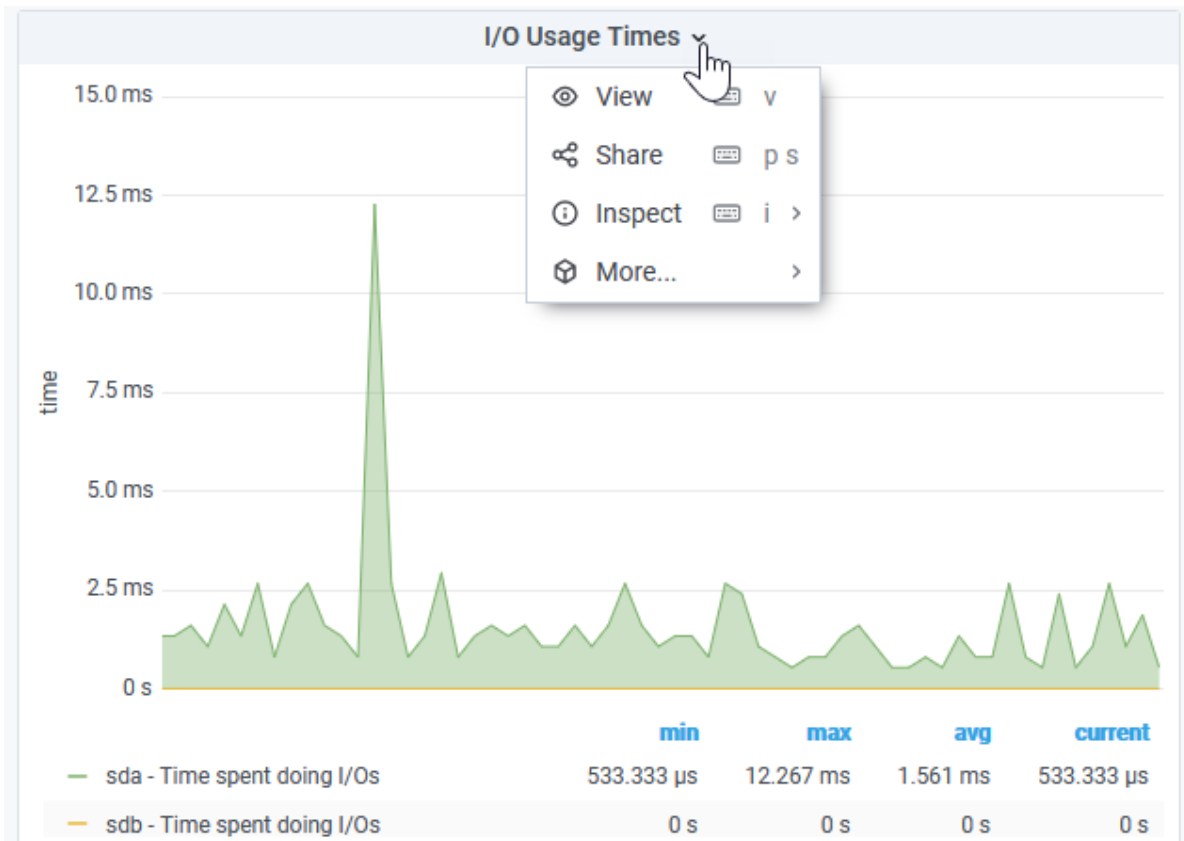 I/O Usage Times
15.0 ms
View v
Share p s
12.5 ms
Inspect i
More...
10.0 ms
7.5 ms
time
5.0 ms
2.5 ms
0 s
min max avg current
sda - Time spent doing I/Os 533.333 µs 12.267 ms 1.561 ms 533.333 µs
sdb - Time spent doing I/Os 0 s 0 s 0 s 0 s